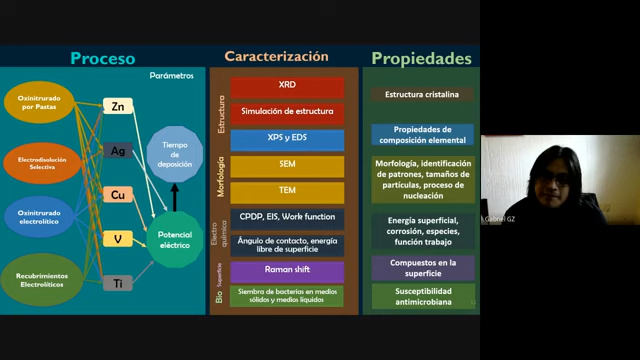 Proceso
Parámetros
Oxinitrurado
por Pastas
Electrodisolución
Selectiva
Oxinitrurado
electrolítico
Recubrimientos
Electrolíticos
Zn
Ag
Cu
V
Ti
Tiempo
de
deposición
Potencial
eléctrico
Caracterización
Estructura
XRD
Simulación de estructura
XPS y EDS
Morfología
SEM
TEM
Electro
química
CPDP, EIS, Work function
Ángulo de contacto, energía
libre de superficie
Superficie
Raman shift
Bio
Siembra de bacterias en medios
sólidos y medios líquidos
Propiedades
Estructura cristalina
Propiedades de
composición elemental
Morfología, identificación
de patrones, tamaños de
partículas, proceso de
nucleación
Energía superficial,
corrosión, especies,
función trabajo
Compuestos en la
superficie
Susceptibilidad
antimicrobiana
Gabriel GZ